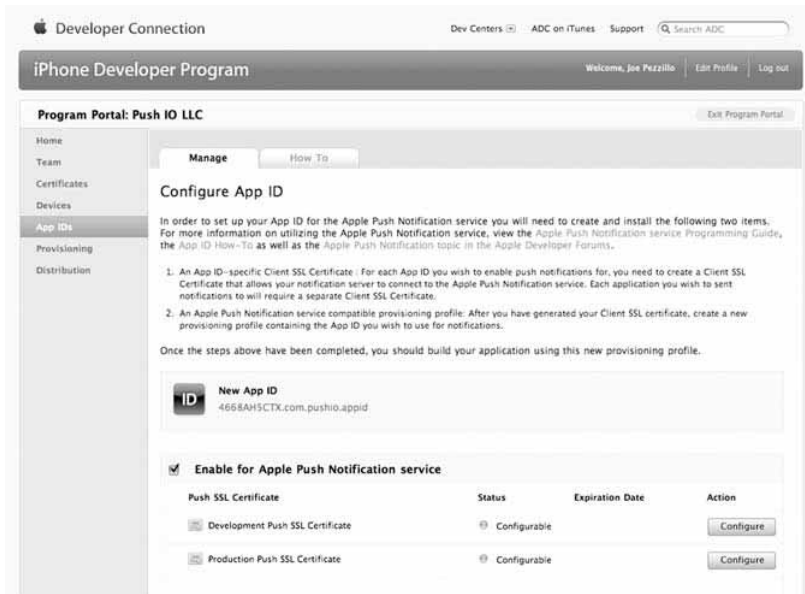 Developer Connection
Dev Centers ADC on iTunes Support Search ADC
iPhone Developer Program
Welcome, Joe Pezzillo Edit Profile Log out
Program Portal: Push IO LLC
Exit Program Portal
Home
Team
Certificates
Devices
App IDs
Provisioning
Distribution
Manage How To
Configure App ID
In order to set up your App ID for the Apple Push Notification service you will need to create and install the following two items.
For more information on utilizing the Apple Push Notification service, view the Apple Push Notification service Programming Guide,
the App ID How-To as well as the Apple Push Notification topic in the Apple Developer Forums.
1. An App ID-specific Client SSL Certificate : For each App ID you wish to enable push notifications for, you need to create a Client SSL
Certificate that allows your notification server to connect to the Apple Push Notification service. Each application you wish to sent
notifications to will require a separate Client SSL Certificate.
2. An Apple Push Notification service compatible provisioning profile: After you have generated your Client SSL certificate, create a new
provisioning profile containing the App ID you wish to use for notifications.
Once the steps above have been completed, you should build your application using this new provisioning profile.
ID
New App ID
4668AH5CTX.com.pushio.appid
Enable for Apple Push Notification service
Push SSL Certificate Status Expiration Date Action
Development Push SSL Certificate Configurable Configure
Production Push SSL Certificate Configurable Configure